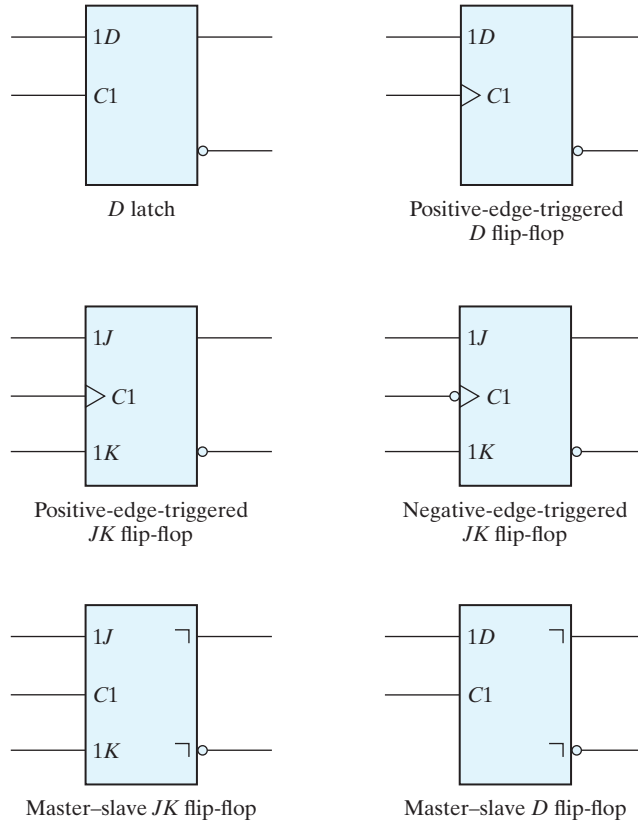 1D
C1
D latch
1D
C1
Positive-edge-triggered
D flip-flop
1J
C1
1K
Positive-edge-triggered
JK flip-flop
1J
C1
1K
Negative-edge-triggered
JK flip-flop
1J
C1
1K
Master–slave JK flip-flop
1D
C1
Master–slave D flip-flop